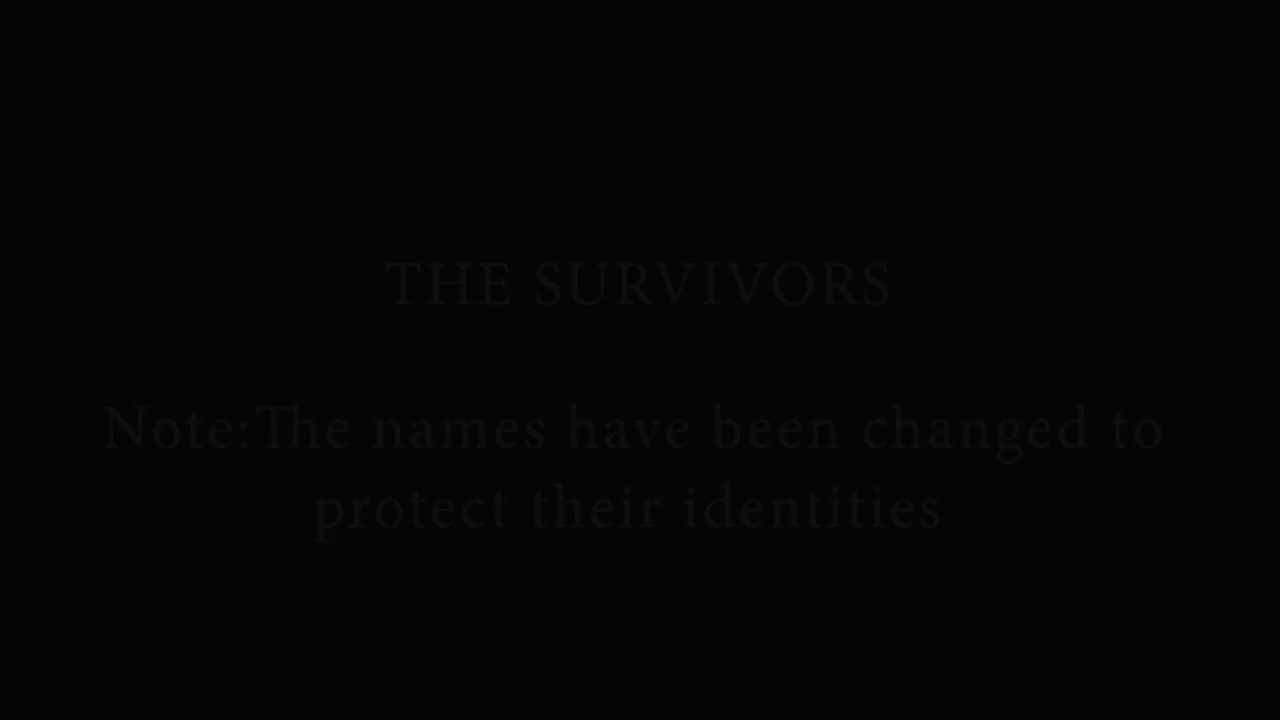 THE SURVIVORS
Note:The names have been changed to
protect their identities